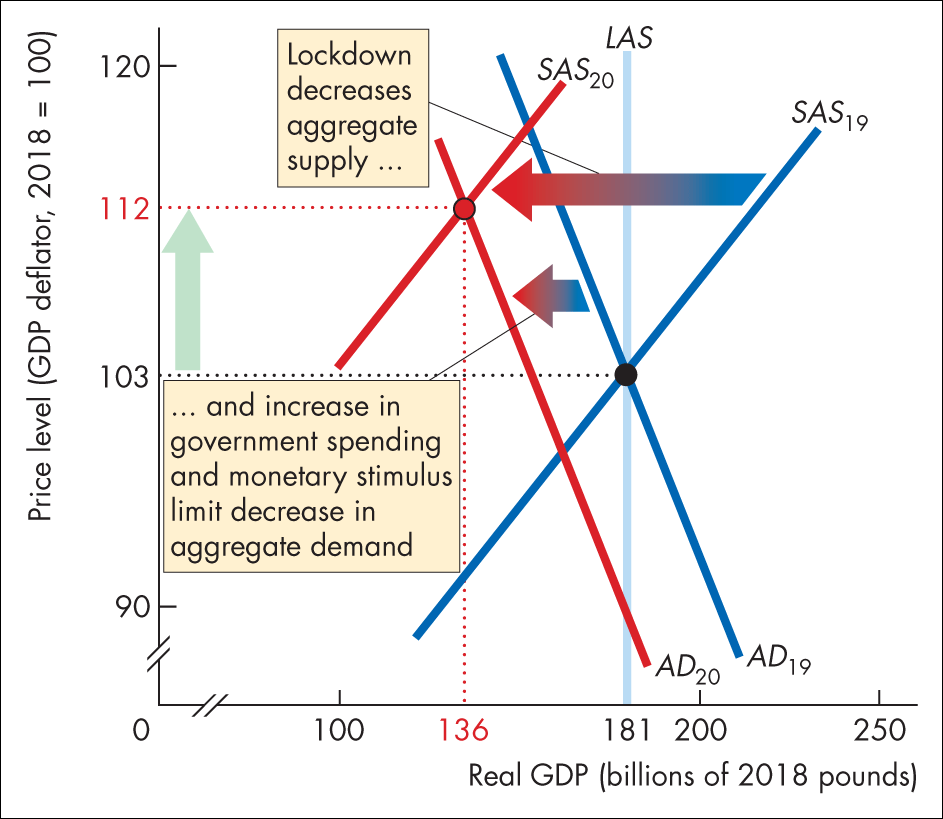 Price level (GDP deflator, 2018 = 100)
120
112
103
90
0
Lockdown
decreases
aggregate
supply …
LAS
SAS₂₀
SAS₁₉
… and increase in
government spending
and monetary stimulus
limit decrease in
aggregate demand
AD₂₀
AD₁₉
100
136
181
200
250
Real GDP (billions of 2018 pounds)